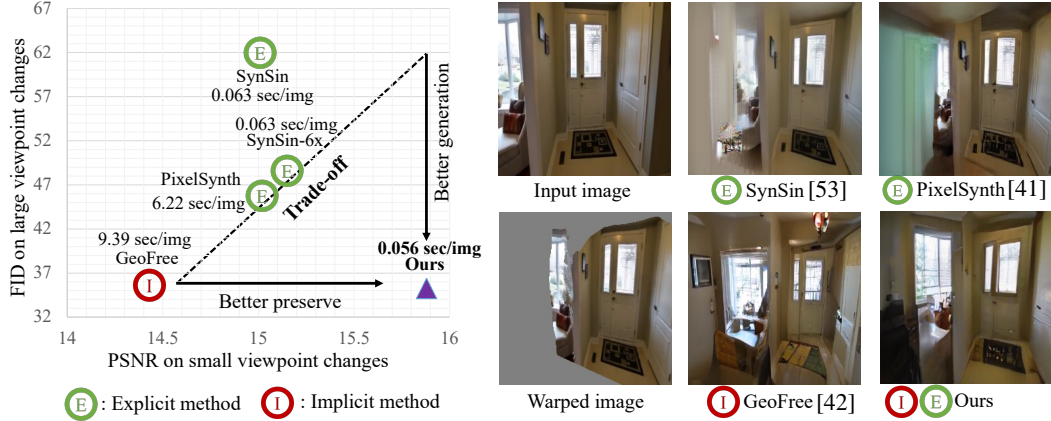 FID on large viewpoint changes
62
57
52
47
42
37
32
14
14.5
15
15.5
16
PSNR on small viewpoint changes
E
SynSin
0.063 sec/img
0.063 sec/img
SynSin-6x
E
PixelSynth
E
6.22 sec/img
Trade-off
9.39 sec/img
GeoFree
I
Better preserve
Better generation
0.056 sec/img
Ours
E : Explicit method
I : Implicit method
Input image
E SynSin [53]
E PixelSynth [41]
Warped image
I GeoFree [42]
I E Ours